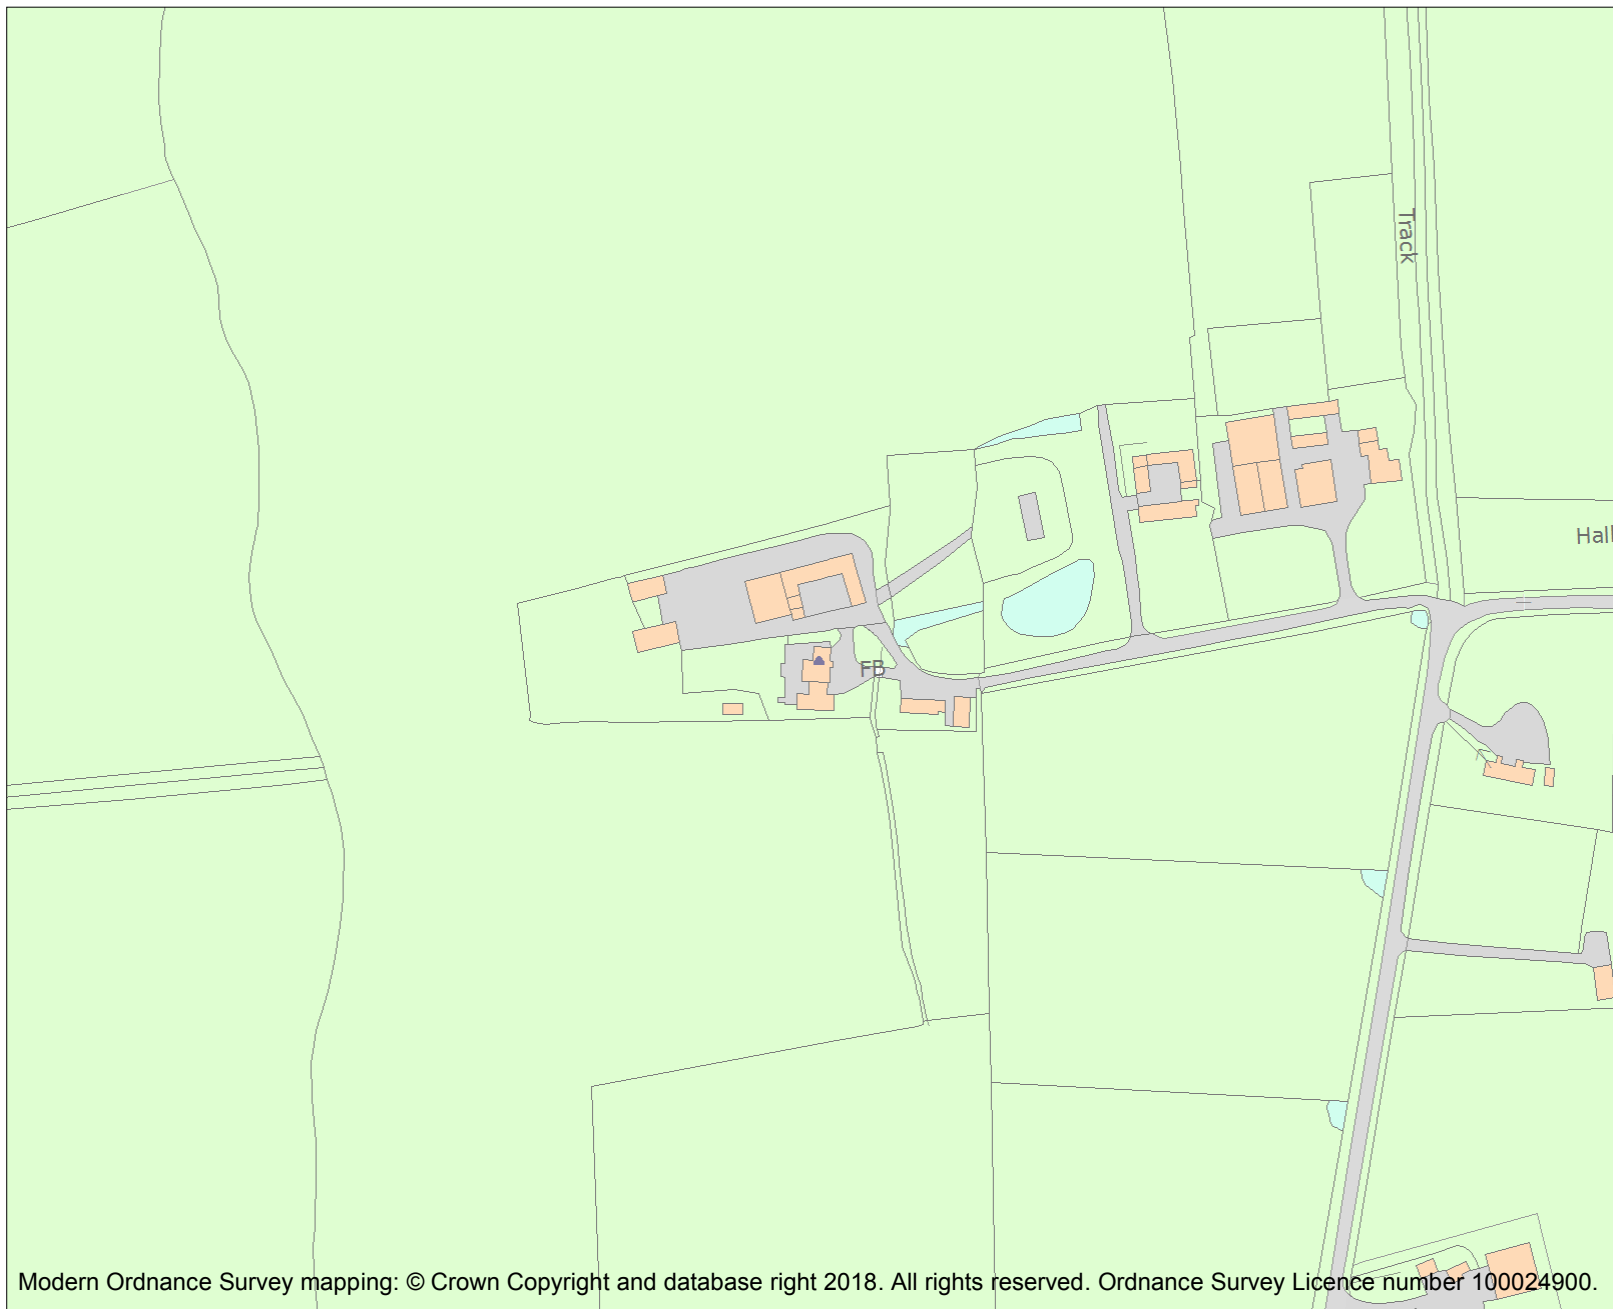 Track
Hall
FB
Modern Ordnance Survey mapping: © Crown Copyright and database right 2018. All rights reserved. Ordnance Survey Licence number 100024900.